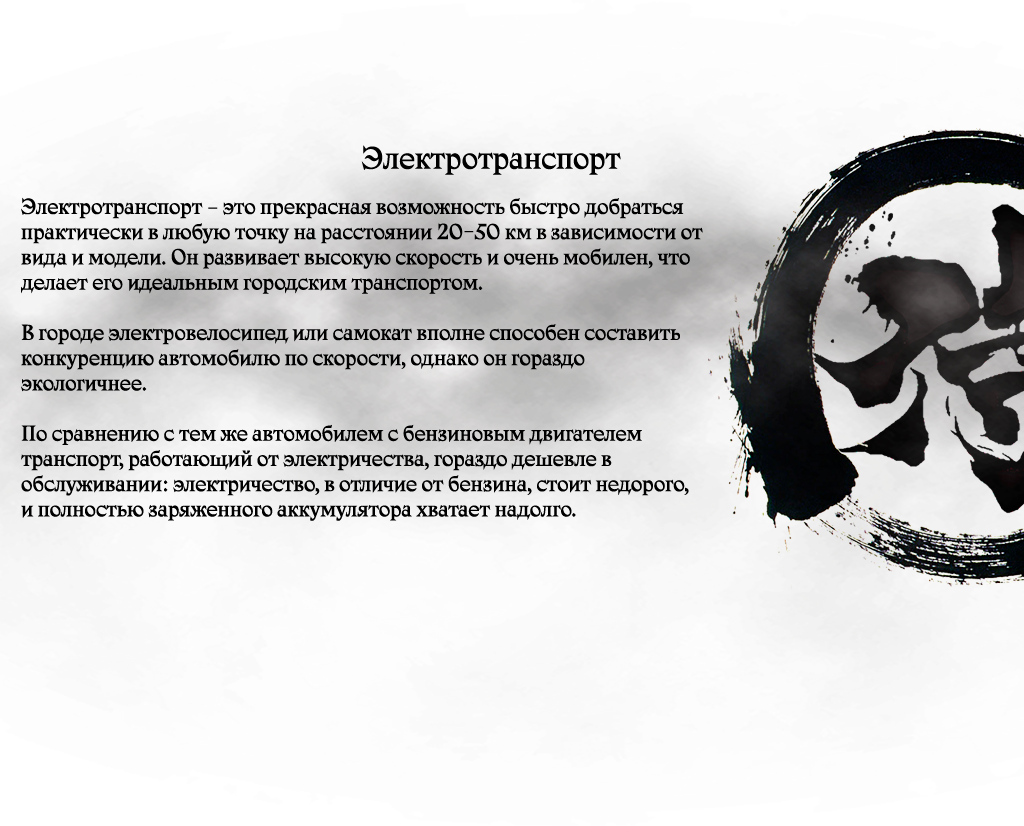 Электротранспорт
Электротранспорт – это прекрасная возможность быстро добраться
практически в любую точку на расстоянии 20–50 км в зависимости от
вида и модели. Он развивает высокую скорость и очень мобилен, что
делает его идеальным городским транспортом.
В городе электровелосипед или самокат вполне способен составить
конкуренцию автомобилю по скорости, однако он гораздо
экологичнее.
По сравнению с тем же автомобилем с бензиновым двигателем
транспорт, работающий от электричества, гораздо дешевле в
обслуживании: электричество, в отличие от бензина, стоит недорого,
и полностью заряженного аккумулятора хватает надолго.